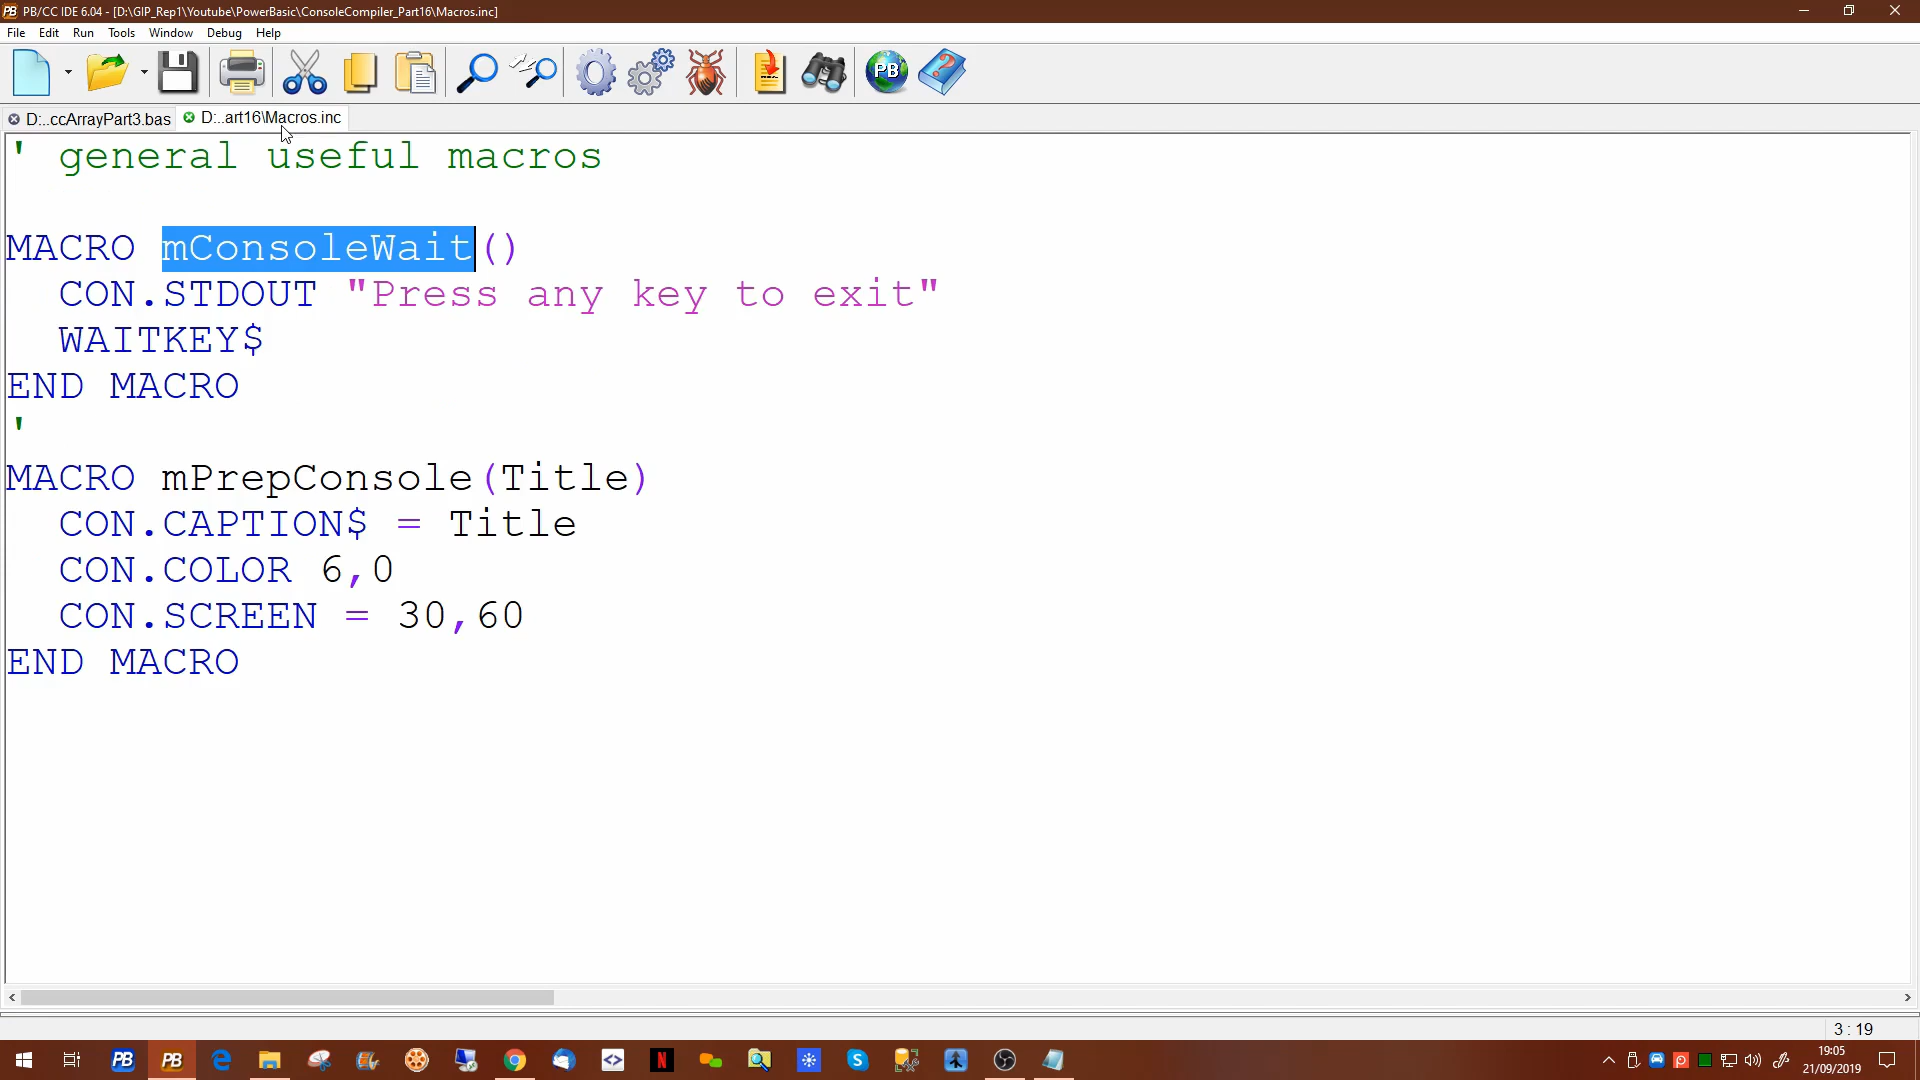 PB/CC IDE 6.04 - [D:\GIP_Rep1\Youtube\PowerBasic\ConsoleCompiler_Part16\Macros.inc]
File Edit Run Tools Window Debug Help
D:..ccArrayPart3.bas D:..art16\Macros.inc
' general useful macros
MACRO mConsoleWait()
CON.STDOUT "Press any key to exit"
WAITKEY$
END MACRO
'
MACRO mPrepConsole(Title)
CON.CAPTION$ = Title
CON.COLOR 6,0
CON.SCREEN = 30,60
END MACRO
3 : 19
19:05
21/09/2019